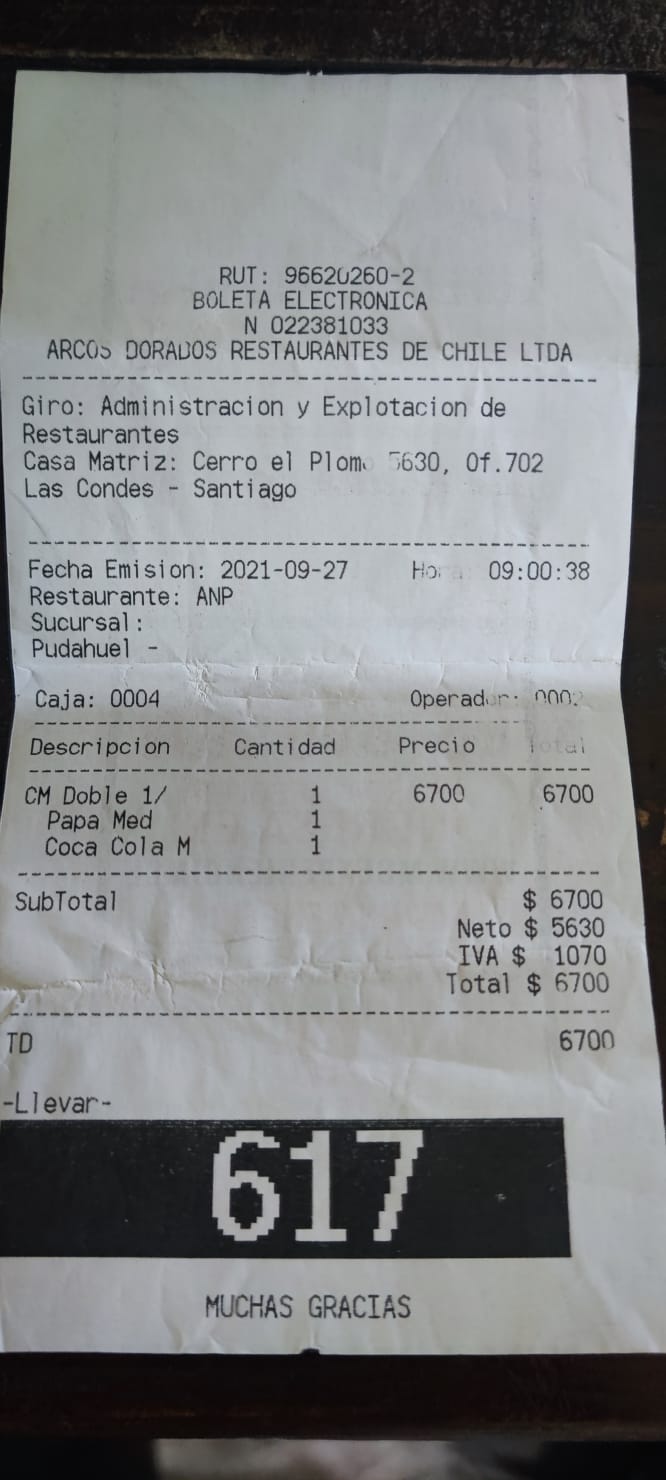 RUT: 96620260-2
BOLETA ELECTRONICA
N 022381033
ARCOS DORADOS RESTAURANTES DE CHILE LTDA
Giro: Administracion y Explotacion de
Restaurantes
Casa Matriz: Cerro el Plomo 5630, Of.702
Las Condes - Santiago
Fecha Emision: 2021-09-27 Hora 09:00:38
Restaurante: ANP
Sucursal:
Pudahuel -
Caja: 0004 Operador: 0002
Descripcion Cantidad Precio Total
CM Doble 1/ 1 6700 6700
Papa Med 1
Coca Cola M 1
SubTotal $ 6700
Neto $ 5630
IVA $ 1070
Total $ 6700
TD 6700
-Llevar-
617
MUCHAS GRACIAS